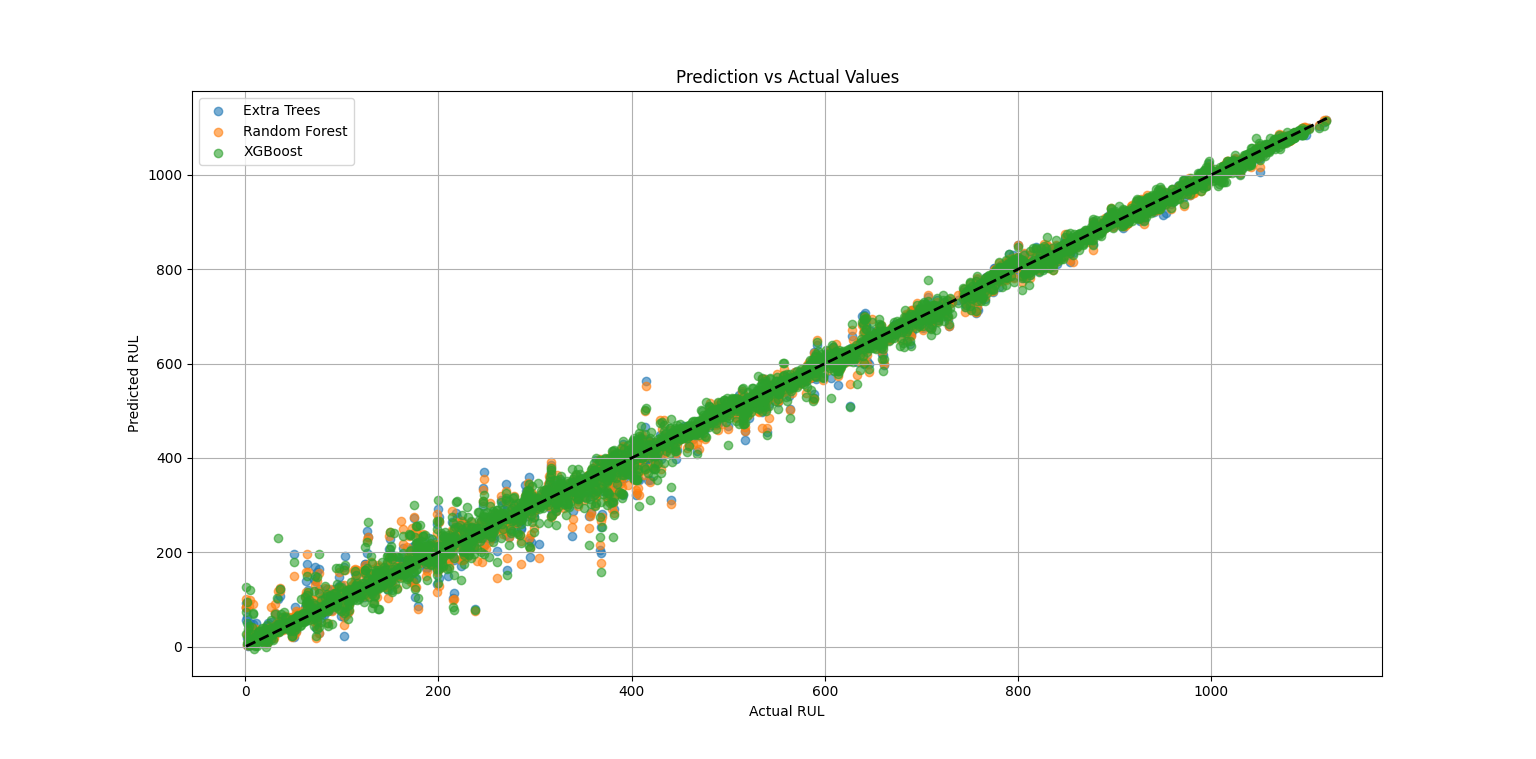 Prediction vs Actual Values
Extra Trees
Random Forest
XGBoost
Predicted RUL
1000
800
600
400
200
0
0 200 400 600 800 1000
Actual RUL